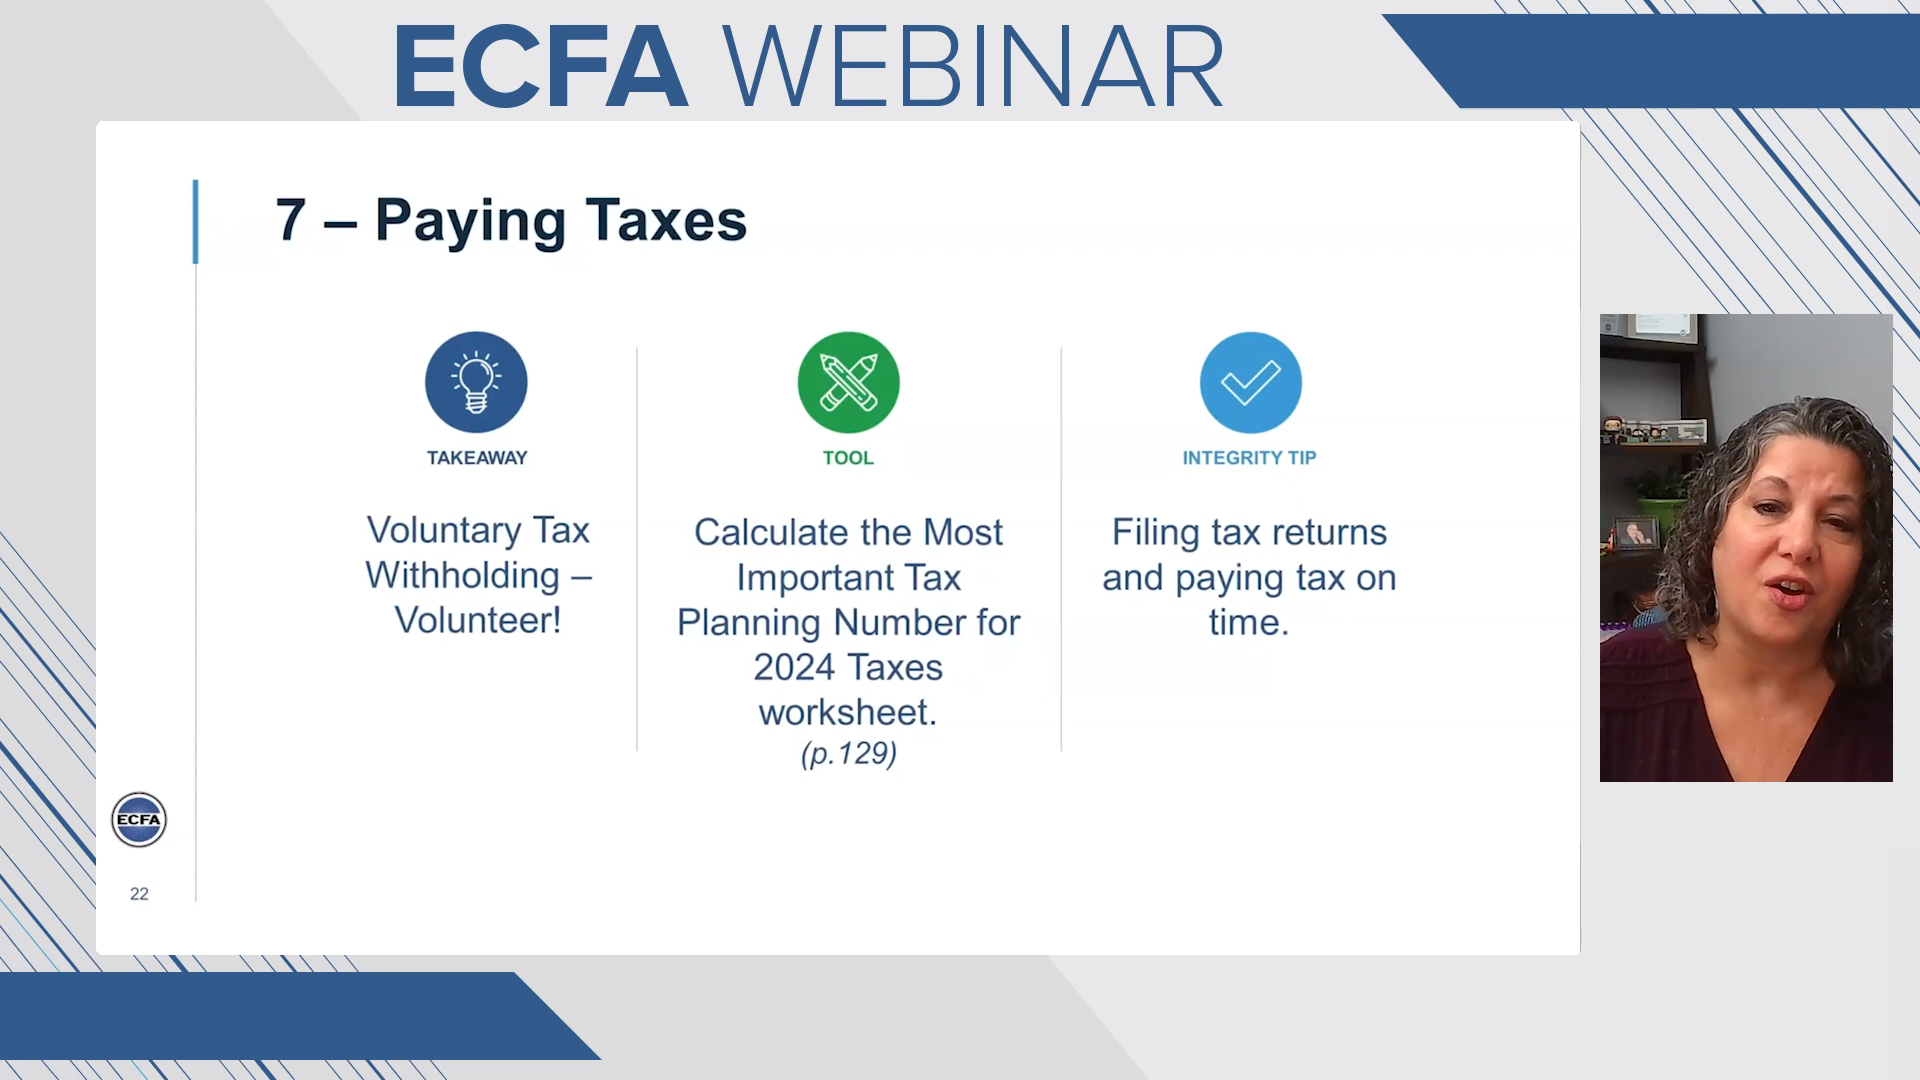 ECFA WEBINAR
7 – Paying Taxes
TAKEAWAY
Voluntary Tax
Withholding –
Volunteer!
TOOL
Calculate the Most
Important Tax
Planning Number for
2024 Taxes
worksheet.
(p.129)
INTEGRITY TIP
Filing tax returns
and paying tax on
time.
ECFA
22